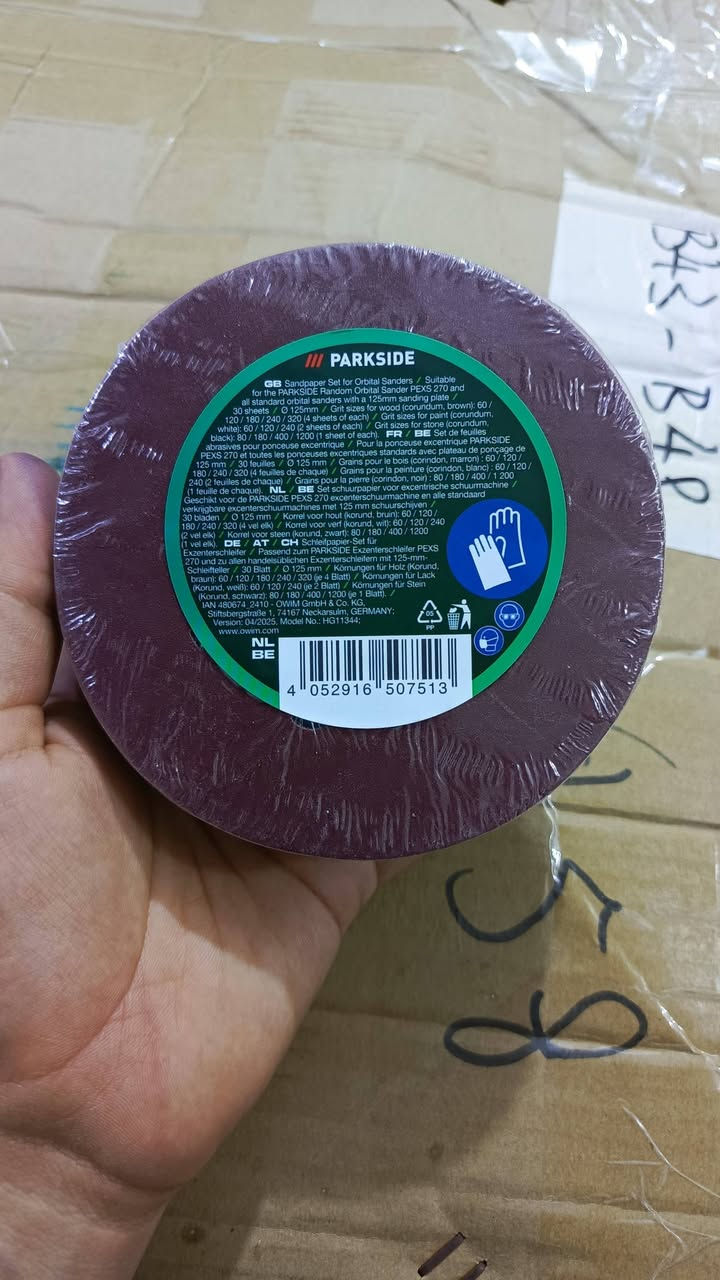 /// PARKSIDE
GB Sandpaper Set for Orbital Sanders / Suitable
for the PARKSIDE Random Orbital Sander PEXS 270 and
all standard orbital sanders with a 125mm sanding plate /
30 sheets / Ø 125mm / Grit sizes for wood (corundum, brown): 60 /
120 / 180 / 240 / 320 (4 sheets of each) / Grit sizes for paint (corundum,
white): 60 / 120 / 240 (2 sheets of each) / Grit sizes for stone (corundum,
black): 80 / 180 / 400 / 1200 (1 sheet of each). FR / BE Set de feuilles
abrasives pour ponceuse excentrique / Pour la ponceuse excentrique PARKSIDE
PEXS 270 et toutes les ponceuses excentriques standards avec plateau de ponçage de
125 mm / 30 feuilles / Ø 125 mm / Grains pour le bois (corindon, marron) : 60 / 120 /
180 / 240 / 320 (4 feuilles de chaque) / Grains pour la peinture (corindon, blanc) : 60 / 120 /
240 (2 feuilles de chaque) / Grains pour la pierre (corindon, noir) : 80 / 180 / 400 / 1 200
(1 feuille de chaque). NL / BE Set schuurpapier voor excentrische schuurmachine /
Geschikt voor de PARKSIDE PEXS 270 excenterschuurmachine en alle standaard
verkrijgbare excenterschuurmachines met 125 mm schuurschijven /
30 bladen / Ø 125 mm / Korrel voor hout (korund, bruin): 60 / 120 /
180 / 240 / 320 (4 vel elk) / Korrel voor verf (korund, wit): 60 / 120 / 240
(2 vel elk) / Korrel voor steen (korund, zwart): 80 / 180 / 400 / 1200
(1 vel elk). DE / AT / CH Schleifpapier-Set für
Exzenterschleifer / Passend zum PARKSIDE Exzenterschleifer PEXS
270 und zu allen handelsüblichen Exzenterschleifern mit 125-mm-
Schleifteller / 30 Blatt / Ø 125 mm / Körnungen für Holz (Korund,
braun): 60 / 120 / 180 / 240 / 320 (je 4 Blatt) / Körnungen für Lack
(Korund, weiß): 60 / 120 / 240 (je 2 Blatt) / Körnungen für Stein
(Korund, schwarz): 80 / 180 / 400 / 1200 (je 1 Blatt). /
IAN 480674_2410 - OWIM GmbH & Co. KG,
Stiftsbergstraße 1, 74167 Neckarsulm, GERMANY;
Version: 04/2025, Model No.: HG11344;
www.owim.com
05
PP
NL
BE
4 052916 507513
58